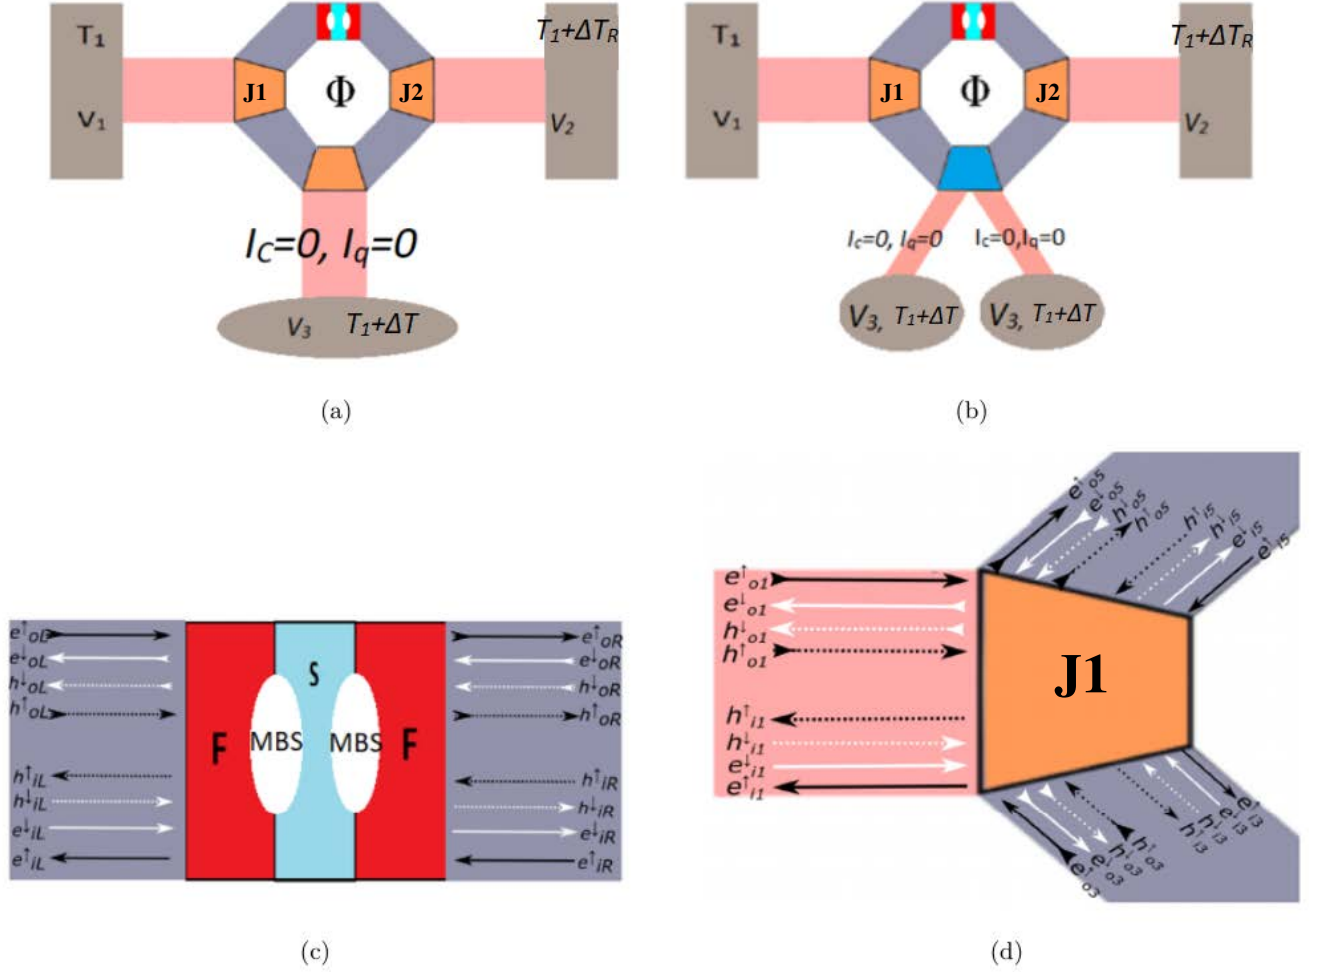 T₁
T₁+ΔT_R
J1
Φ
J2
V₁
V₂
I_C=0, I_q=0
V₃ T₁+ΔT
(a)
T₁
T₁+ΔT_R
J1
Φ
J2
V₁
V₂
I_c=0, I_q=0
I_c=0,I_q=0
V₃, T₁+ΔT
V₃, T₁+ΔT
(b)
e↑oL
e↓oL
h↓oL
h↑oL
h↑iL
h↓iL
e↓iL
e↑iL
F
MBS
S
MBS
F
e↑oR
e↓oR
h↓oR
h↑oR
h↑iR
h↓iR
e↓iR
e↑iR
(c)
e↑o1
e↓o1
h↓o1
h↑o1
h↑i1
h↓i1
e↓i1
e↑i1
J1
e↑o5
e↓o5
h↓o5
h↑o5
h↑i5
h↓i5
e↓i5
e↑i5
e↑o3
e↓o3
h↓o3
h↑o3
h↑i3
h↓i3
e↓i3
e↑i3
(d)